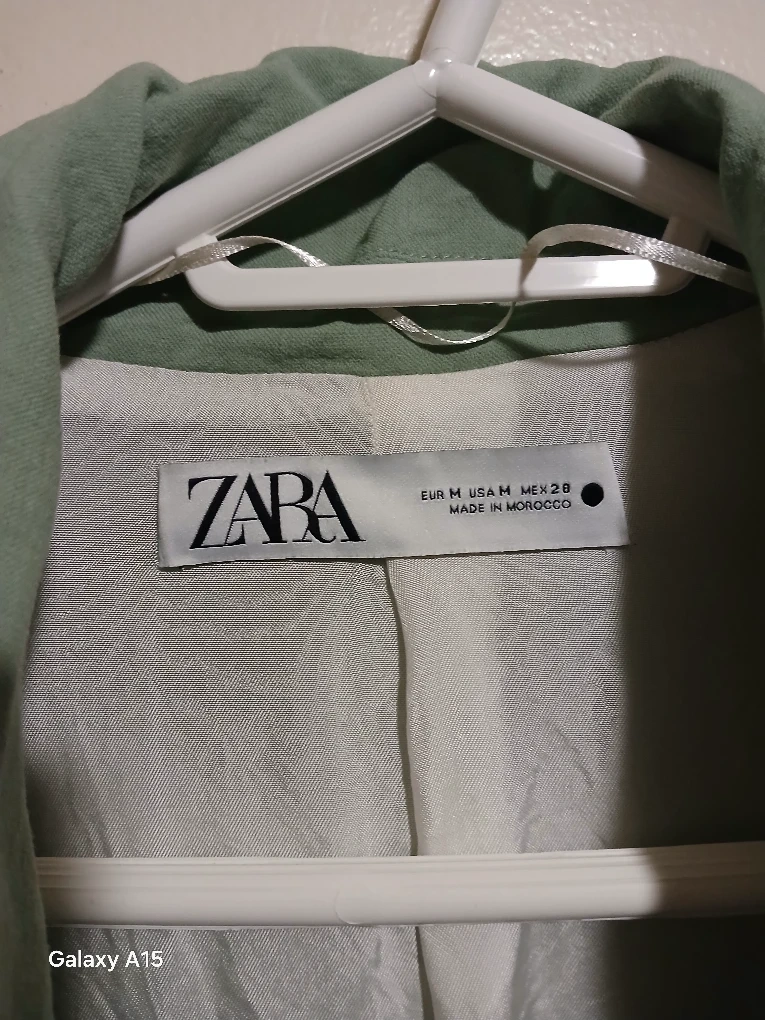 ZARA
EUR M USA M MEX 28
MADE IN MOROCCO
Galaxy A15